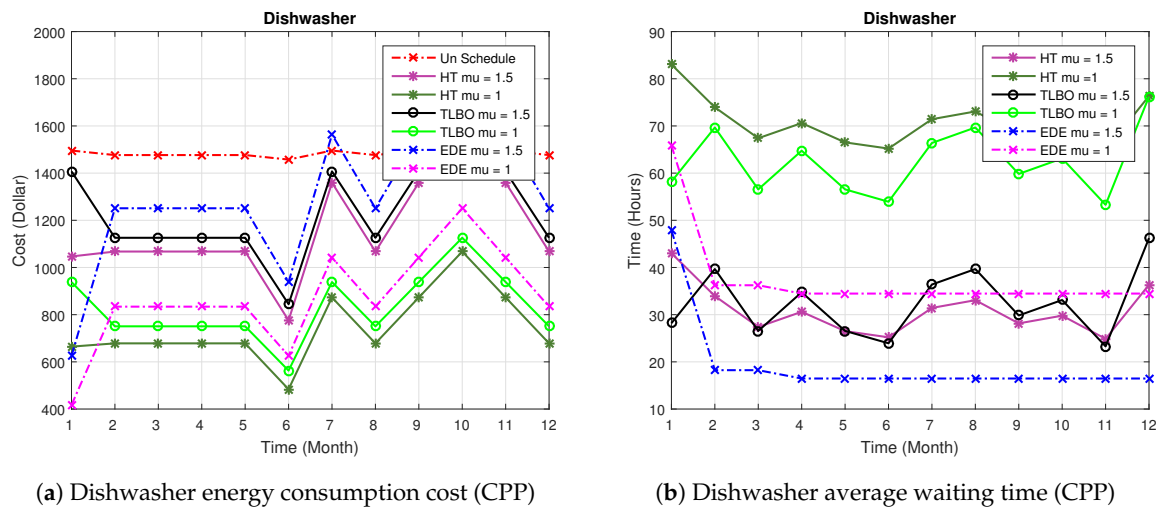 Dishwasher
2000
1800
1600
1400
1200
1000
800
600
400
Cost (Dollar)
Un Schedule
HT mu = 1.5
HT mu = 1
TLBO mu = 1.5
TLBO mu = 1
EDE mu = 1.5
EDE mu = 1
1 2 3 4 5 6 7 8 9 10 11 12
Time (Month)
(a) Dishwasher energy consumption cost (CPP)
Dishwasher
90
80
70
60
50
40
30
20
10
Time (Hours)
HT mu = 1.5
HT mu =1
TLBO mu = 1.5
TLBO mu = 1
EDE mu = 1.5
EDE mu = 1
1 2 3 4 5 6 7 8 9 10 11 12
Time (Month)
(b) Dishwasher average waiting time (CPP)